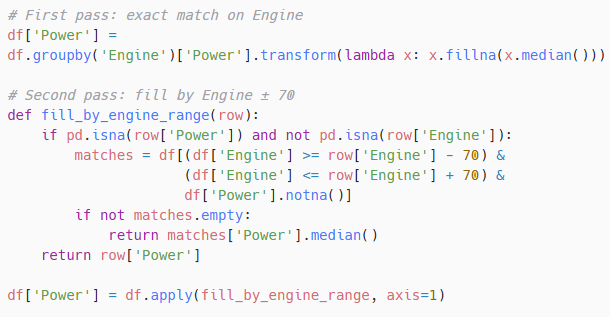 # First pass: exact match on Engine
df['Power'] =
df.groupby('Engine')['Power'].transform(lambda x: x.fillna(x.median()))

# Second pass: fill by Engine ± 70
def fill_by_engine_range(row):
    if pd.isna(row['Power']) and not pd.isna(row['Engine']):
        matches = df[(df['Engine'] >= row['Engine'] - 70) &
                     (df['Engine'] <= row['Engine'] + 70) &
                     df['Power'].notna()]
        if not matches.empty:
            return matches['Power'].median()
    return row['Power']

df['Power'] = df.apply(fill_by_engine_range, axis=1)